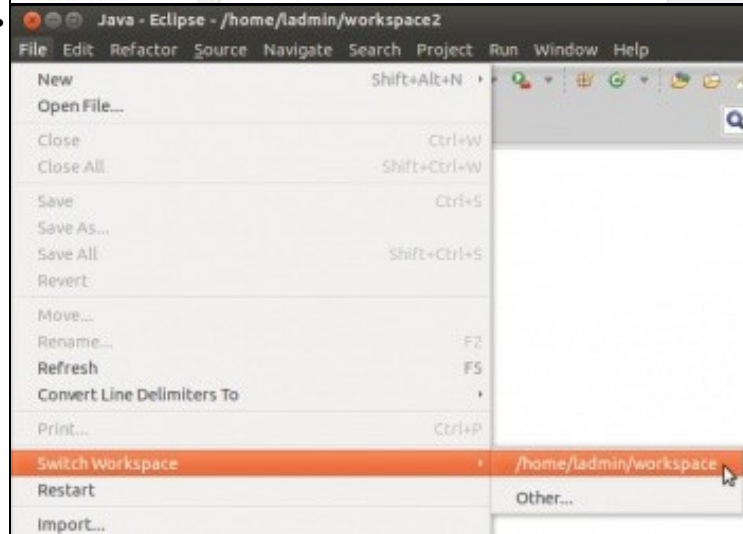 Java - Eclipse - /home/ladmin/workspace2
File Edit Refactor Source Navigate Search Project Run Window Help
New Shift+Alt+N
Open File...
Close Ctrl+W
Close All Shift+Ctrl+W
Save Ctrl+S
Save As...
Save All Shift+Ctrl+S
Revert
Move...
Rename... F2
Refresh F5
Convert Line Delimiters To
Print... Ctrl+P
Switch Workspace /home/ladmin/workspace
Restart Other...
Import...